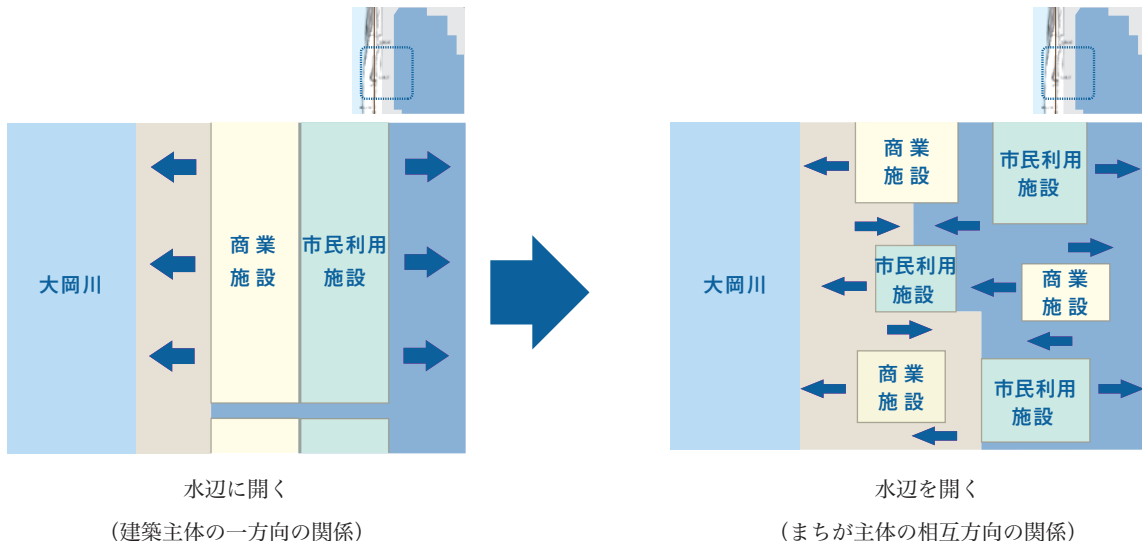 大岡川
商業
施設
市民利用
施設
水辺に開く
（建築主体の一方向の関係）
大岡川
商業
施設
市民利用
施設
市民利用
施設
商業
施設
商業
施設
市民利用
施設
水辺を開く
（まちが主体の相互方向の関係）